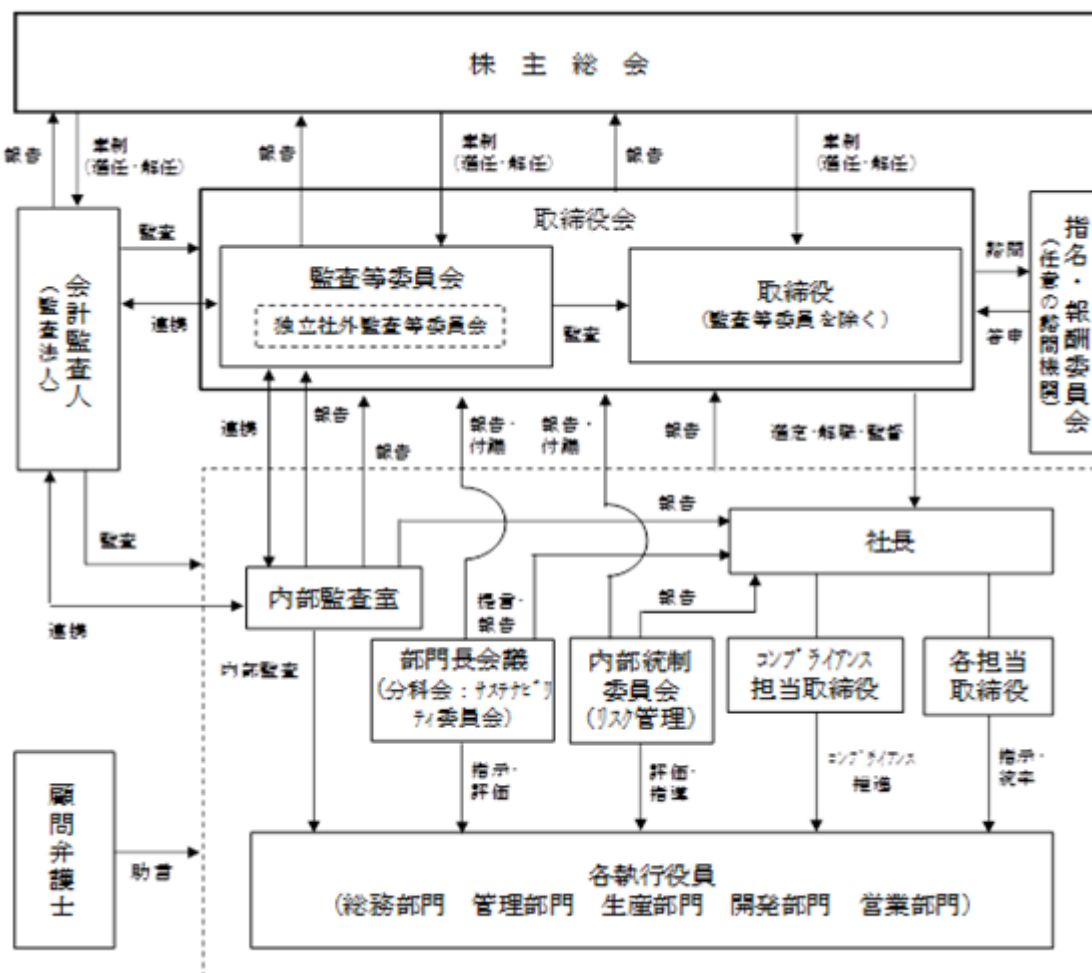 株主総会
報告
牽制
(選任・解任)
報告
牽制
(選任・解任)
報告
牽制
(選任・解任)
取締役会
監査
監査等委員会
独立社外監査等委員会
連携
監査
取締役
(監査等委員を除く)
諮問
答申
指名・報酬委員会
(任意の諮問機関)
会計監査人
(監査法人)
連携
報告
報告
報告・
付議
報告・
付議
報告
選定・解職・監督
監査
連携
報告
社長
内部監査室
内部監査
提言・
報告
報告
部門長会議
(分科会:サステナビリ
ティ委員会)
内部統制
委員会
(リスク管理)
コンプライアンス
担当取締役
各担当
取締役
指示・
評価
評価・
指導
コンプライアンス
推進
指示・
統率
顧問弁護士
助言
各執行役員
(総務部門 管理部門 生産部門 開発部門 営業部門)